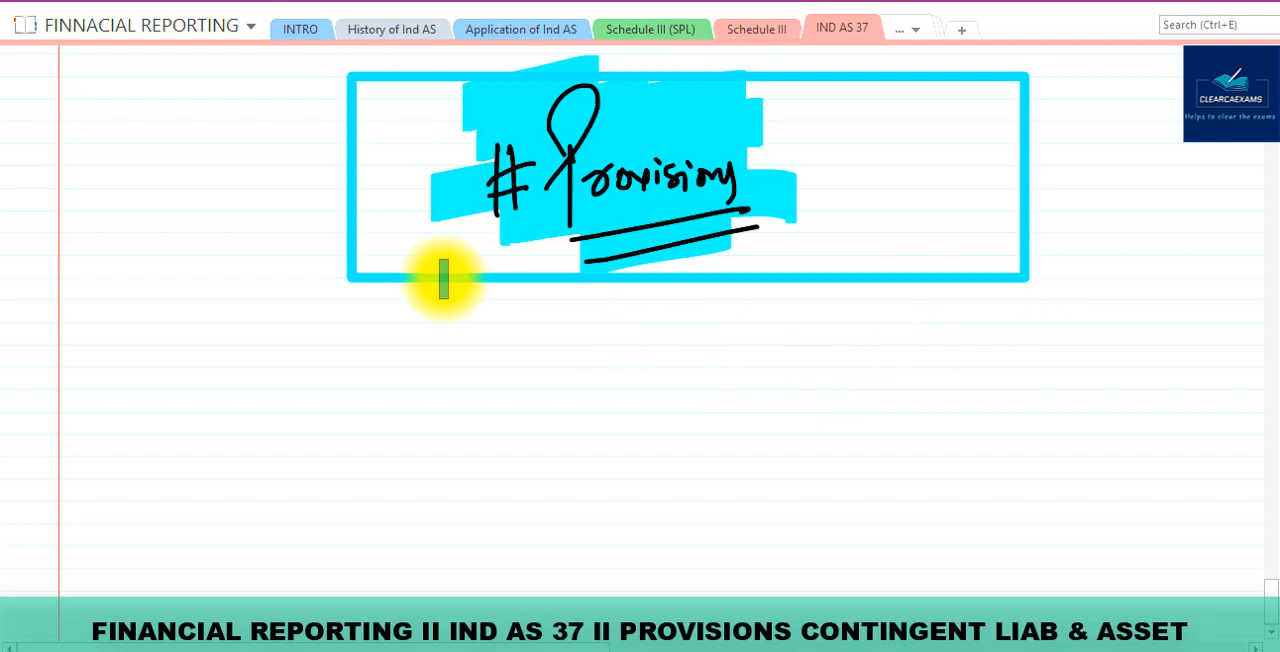 FINNACIAL REPORTING
INTRO
History of Ind AS
Application of Ind AS
Schedule III (SPL)
Schedule III
IND AS 37
...
+
Search (Ctrl+E)
CLEARCAEXAMS
Helps to clear the exams
# Provisions
FINANCIAL REPORTING II IND AS 37 II PROVISIONS CONTINGENT LIAB & ASSET